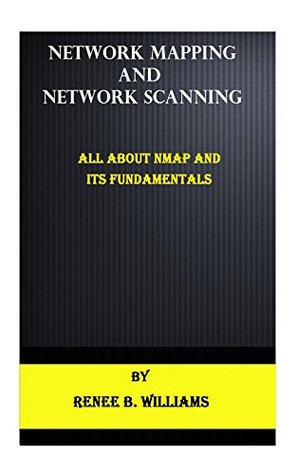 NETWORK MAPPING
AND
NETWORK SCANNING
ALL ABOUT NMAP AND
ITS FUNDAMENTALS
BY
RENEE B. WILLIAMS